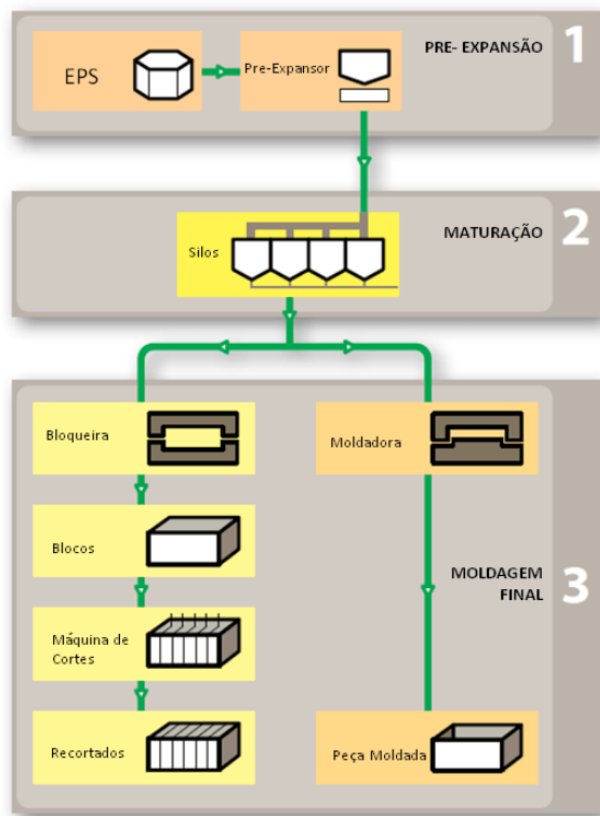 PRE- EXPANSÃO
1
EPS
Pre-Expansor
MATURAÇÃO
2
Silos
Bloqueira
Moldadora
Blocos
MOLDAGEM
FINAL
3
Máquina de
Cortes
Recortados
Peça Moldada